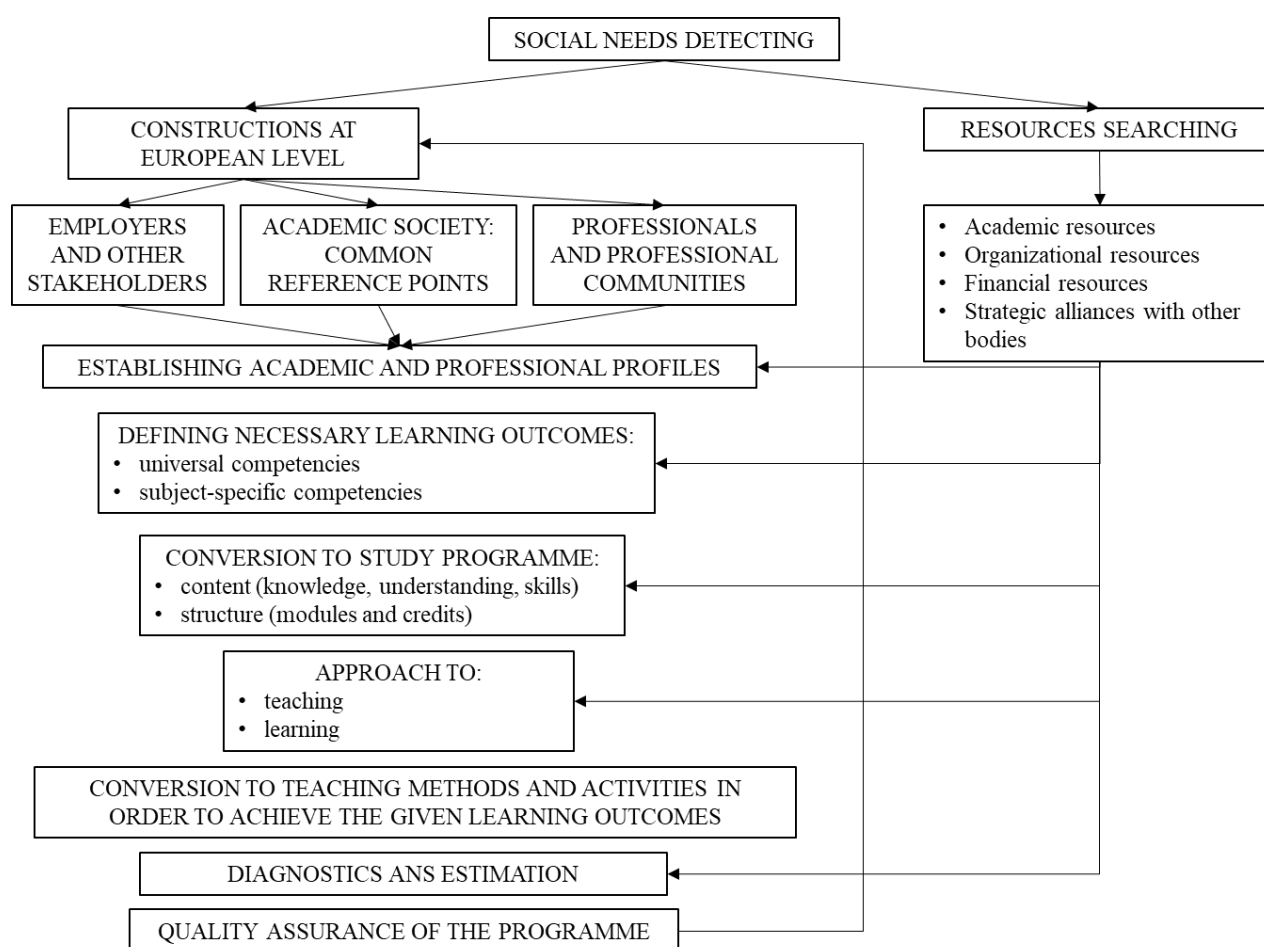 SOCIAL NEEDS DETECTING
CONSTRUCTIONS AT
EUROPEAN LEVEL
RESOURCES SEARCHING
EMPLOYERS
AND OTHER
STAKEHOLDERS
ACADEMIC SOCIETY:
COMMON
REFERENCE POINTS
PROFESSIONALS
AND PROFESSIONAL
COMMUNITIES
• Academic resources
• Organizational resources
• Financial resources
• Strategic alliances with other
bodies
ESTABLISHING ACADEMIC AND PROFESSIONAL PROFILES
DEFINING NECESSARY LEARNING OUTCOMES:
• universal competencies
• subject-specific competencies
CONVERSION TO STUDY PROGRAMME:
• content (knowledge, understanding, skills)
• structure (modules and credits)
APPROACH TO:
• teaching
• learning
CONVERSION TO TEACHING METHODS AND ACTIVITIES IN
ORDER TO ACHIEVE THE GIVEN LEARNING OUTCOMES
DIAGNOSTICS ANS ESTIMATION
QUALITY ASSURANCE OF THE PROGRAMME